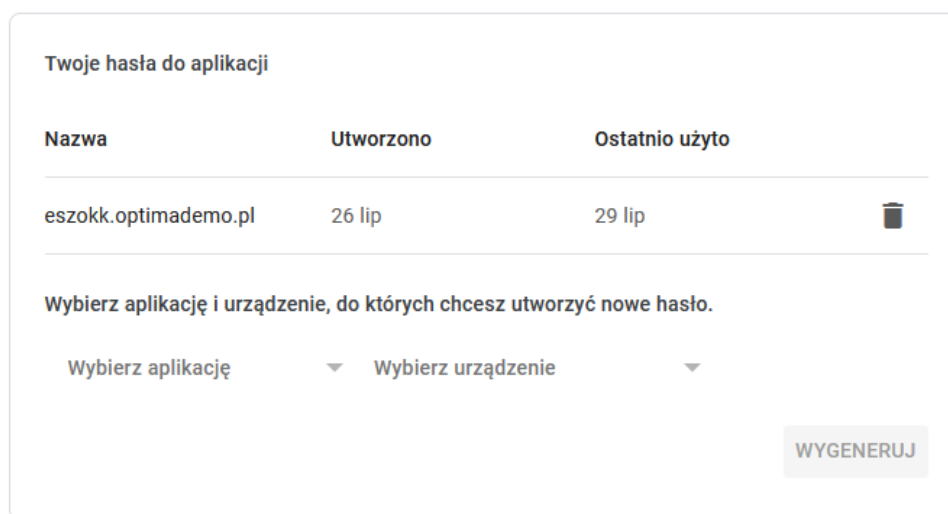 Twoje hasła do aplikacji
Nazwa Utworzono Ostatnio użyto
eszokk.optimademo.pl 26 lip 29 lip
Wybierz aplikację i urządzenie, do których chcesz utworzyć nowe hasło.
Wybierz aplikację Wybierz urządzenie
WYGENERUJ